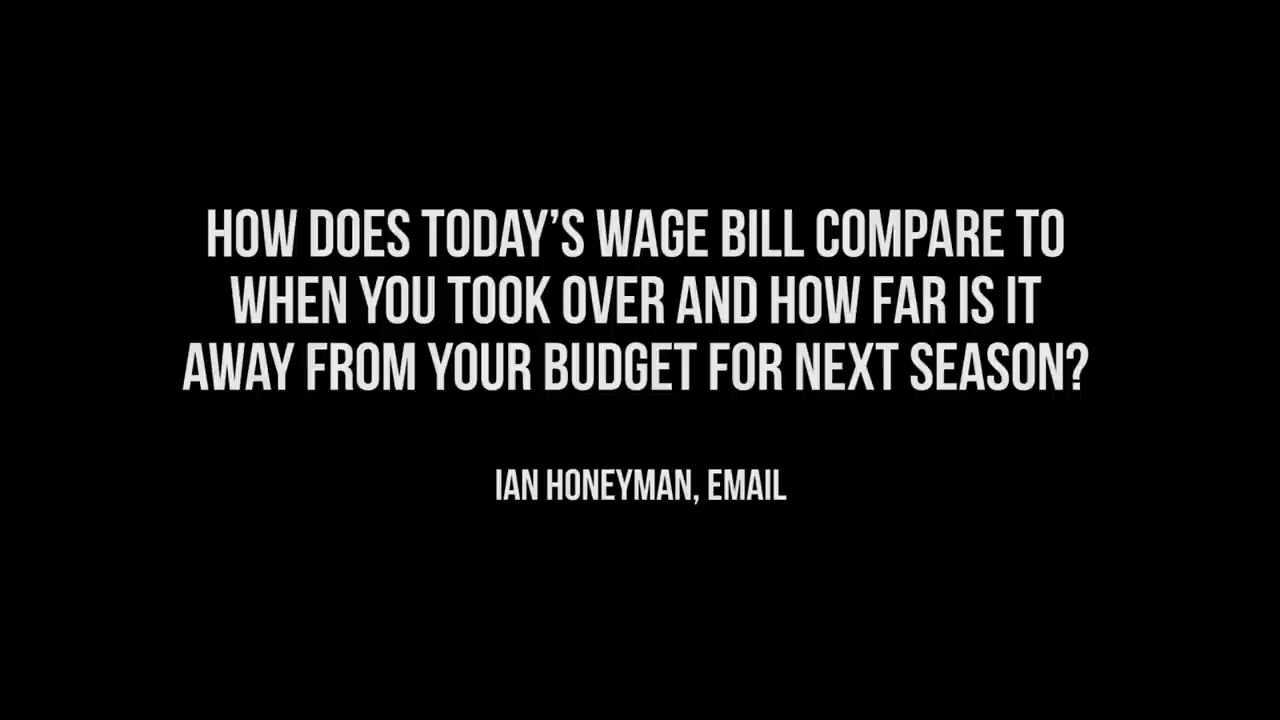 HOW DOES TODAY’S WAGE BILL COMPARE TO
WHEN YOU TOOK OVER AND HOW FAR IS IT
AWAY FROM YOUR BUDGET FOR NEXT SEASON?
IAN HONEYMAN, EMAIL